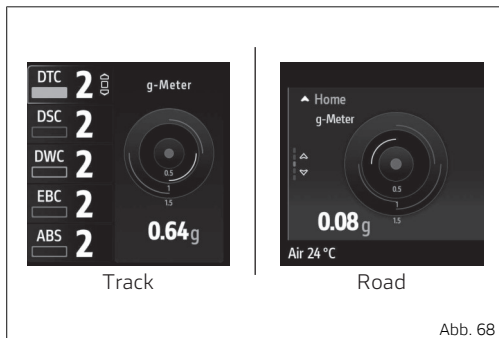 DTC 2
DSC 2
DWC 2
EBC 2
ABS 2
g-Meter
0.5
1
1.5
0.64g
Track
Home
g-Meter
0.5
1
1.5
0.08g
Air 24 °C
Road
Abb. 68